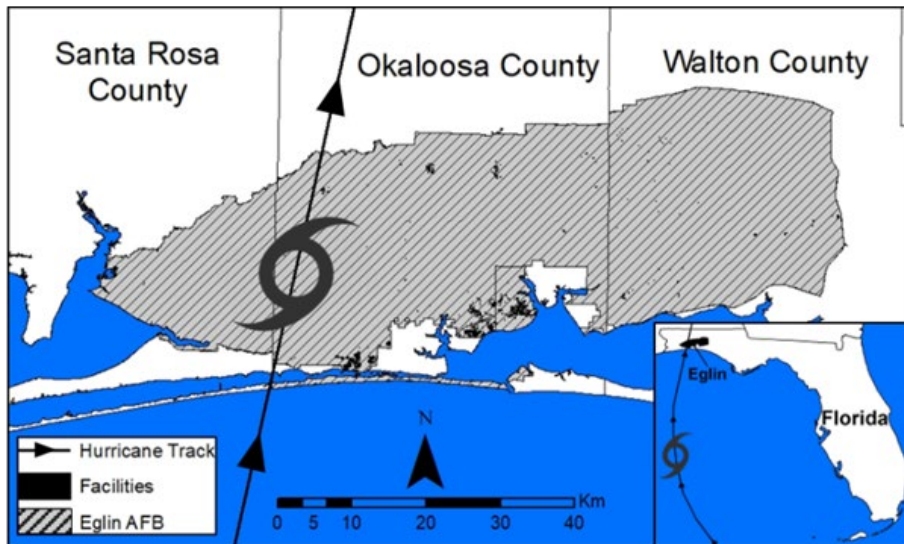 Santa Rosa
County
Okaloosa County
Walton County
Eglin
Florida
N
Hurricane Track
Facilities
Eglin AFB
Km
0 5 10 20 30 40